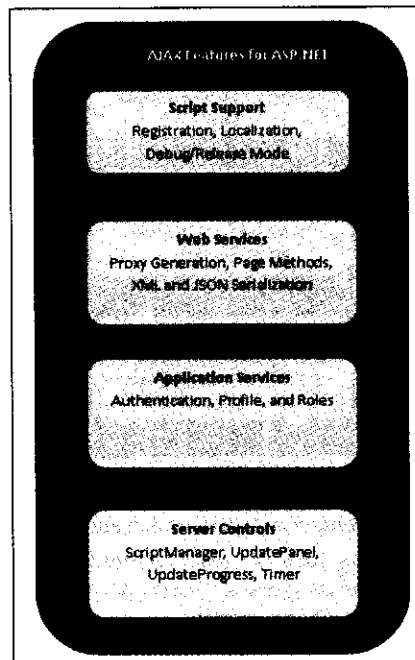 AJAX Features for ASP.NET
Script Support
Registration, Localization,
Debug/Release Mode
Web Services
Proxy Generation, Page Methods,
XML and JSON Serialization
Application Services
Authentication, Profile, and Roles
Server Controls
ScriptManager, UpdatePanel,
UpdateProgress, Timer